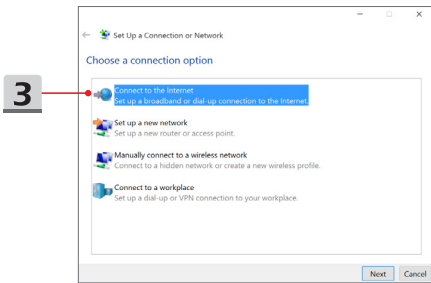 Set Up a Connection or Network
Choose a connection option
3
Connect to the Internet
Set up a broadband or dial-up connection to the Internet.
Set up a new network
Set up a new router or access point.
Manually connect to a wireless network
Connect to a hidden network or create a new wireless profile.
Connect to a workplace
Set up a dial-up or VPN connection to your workplace.
Next Cancel